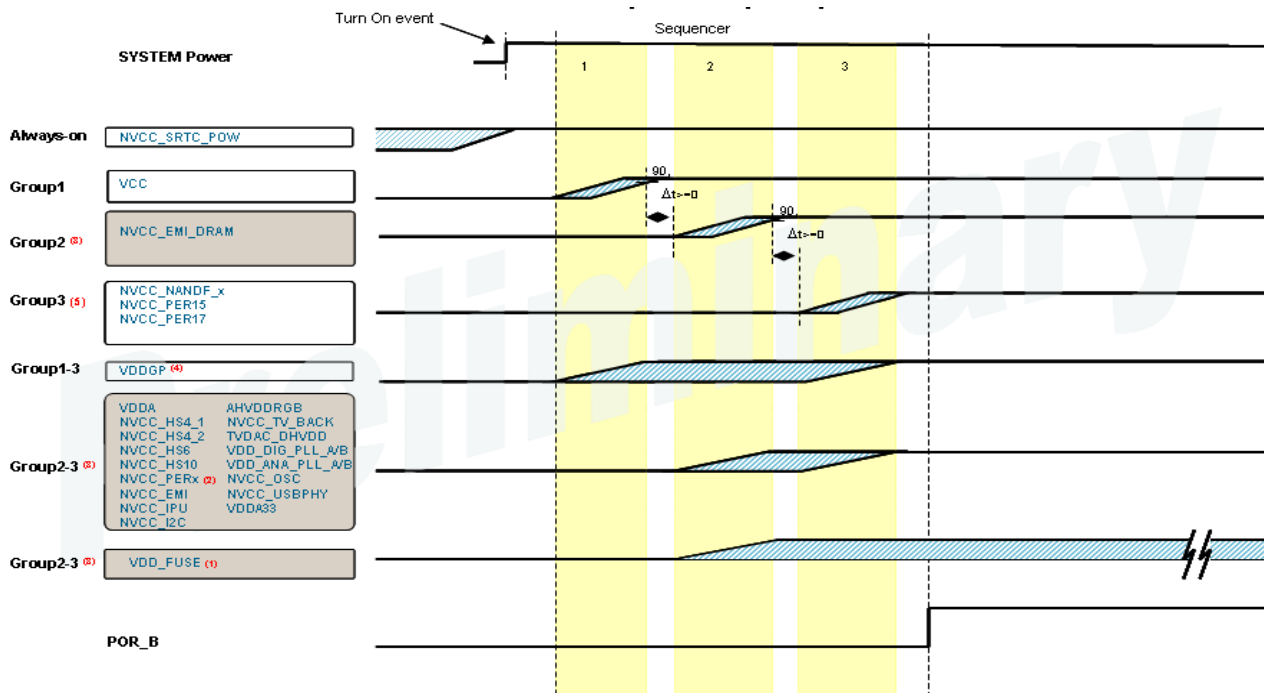 Turn On event
Sequencer
SYSTEM Power
1 2 3
Always-on NVCC_SRTC_POW
Group1 VCC
90
Δt>=0
Group2 NVCC_EMI_DRAM
90
Δt>=0
Group3 (5) NVCC_NANDF_x
NVCC_PER15
NVCC_PER17
Group1-3 VDDGP (4)
VDDA AHVDDRGB
NVCC_HS4_1 NVCC_TV_BACK
NVCC_HS4_2 TVDAC_DHVDD
NVCC_HS6 VDD_DIG_PLL_A/B
NVCC_HS10 VDD_ANA_PLL_A/B
Group2-3 NVCC_PERx (2) NVCC_OSC
NVCC_EMI NVCC_USBPHY
NVCC_IPU VDDA33
NVCC_I2C
Group2-3 VDD_FUSE (1)
POR_B
Preliminary